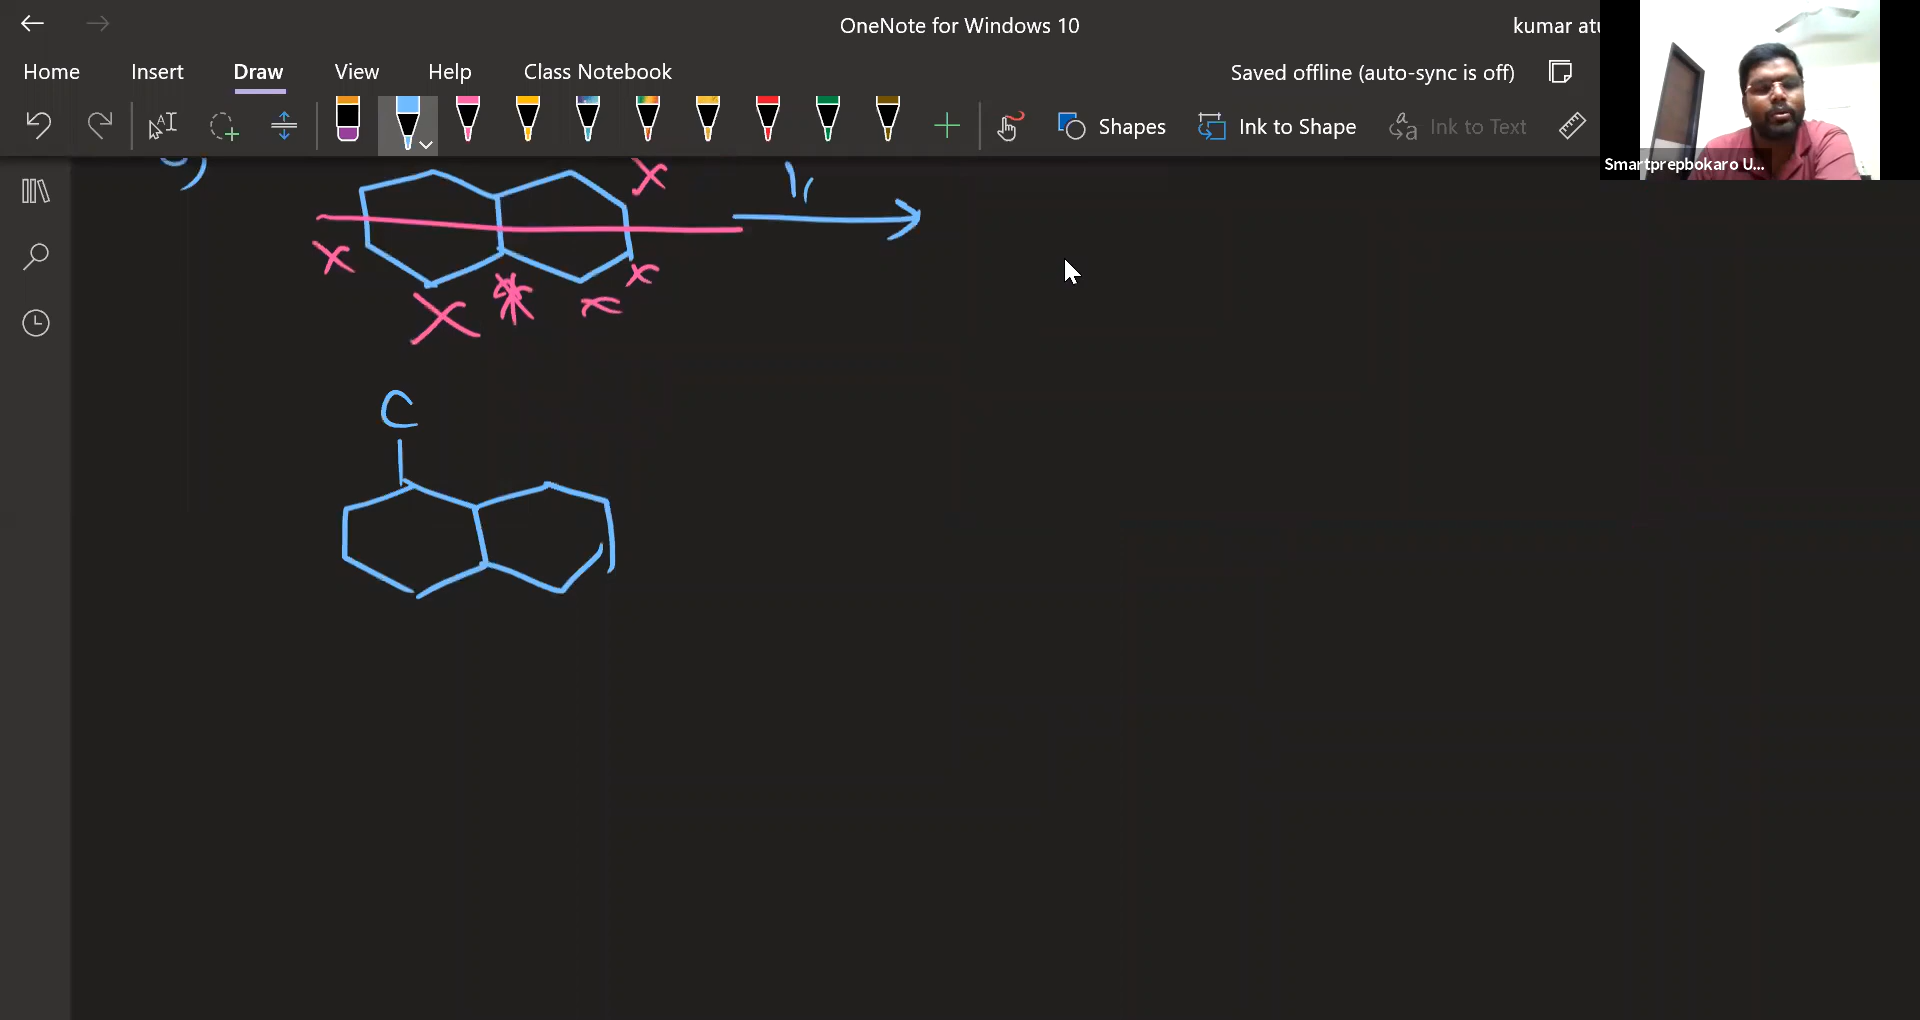 OneNote for Windows 10
kumar atu
Home Insert Draw View Help Class Notebook
Saved offline (auto-sync is off)
Shapes Ink to Shape Ink to Text
Smartprepbokaro U...
x
x
x
x
C